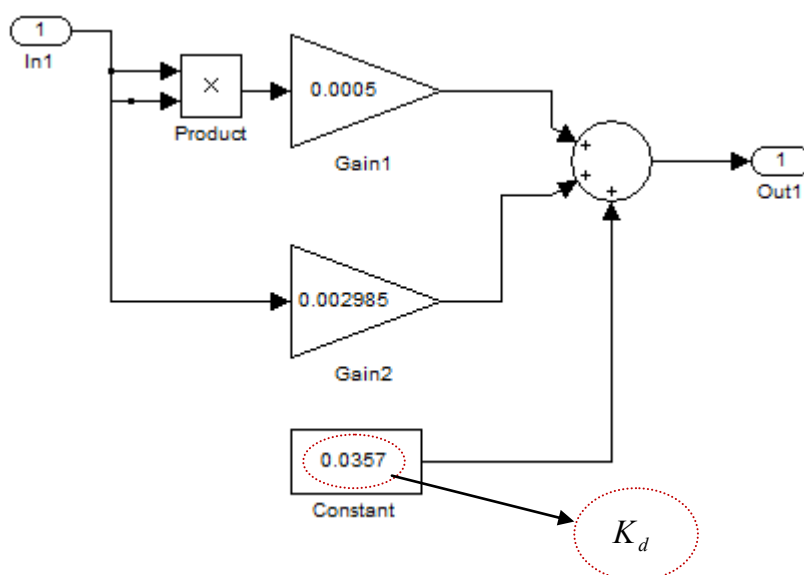 1
In1
×
Product
0.0005
Gain1
+
+
+
1
Out1
0.002985
Gain2
0.0357
Constant
K_d